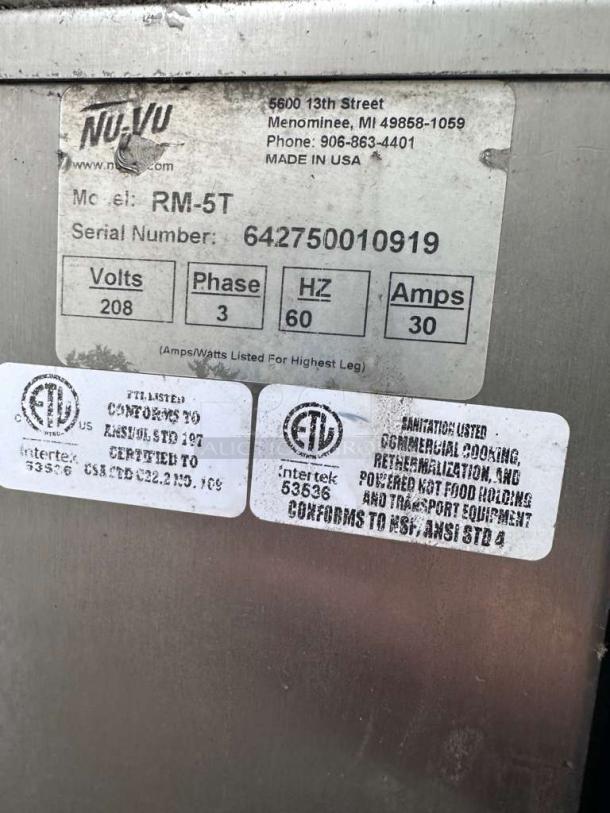 NU-VU
5600 13th Street
Menominee, MI 49858-1059
Phone: 906-863-4401
MADE IN USA
www.n com
Mo el: RM-5T
Serial Number: 642750010919
Volts
208
Phase
3
HZ
60
Amps
30
(Amps/Watts Listed For Highest Leg)
ETL
C US
Intertek
53536
ETL LISTED
CONFORMS TO
ANSI/UL STD 197
CERTIFIED TO
CSA STD C22.2 NO. 109
ETL
Intertek
53536
SANITATION LISTED
COMMERCIAL COOKING,
RETHERMALIZATION, AND
POWERED HOT FOOD HOLDING
AND TRANSPORT EQUIPMENT
CONFORMS TO NSF/ANSI STD 4